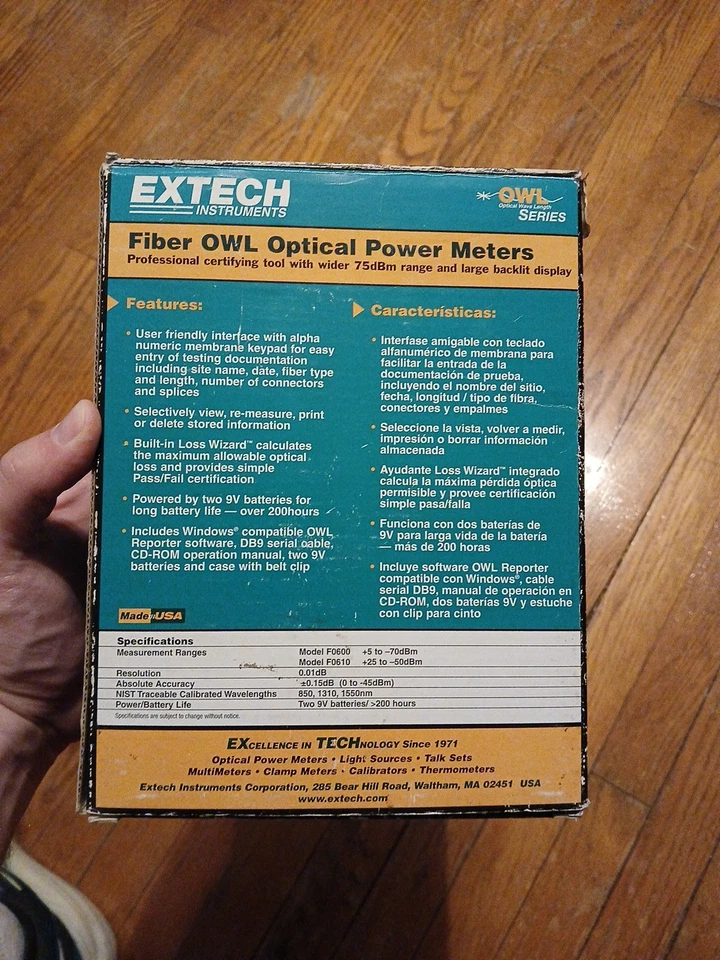 EXTECH
INSTRUMENTS
OWL
Optical Wave Length
SERIES
Fiber OWL Optical Power Meters
Professional certifying tool with wider 75dBm range and large backlit display
Features:
• User friendly interface with alpha
numeric membrane keypad for easy
entry of testing documentation
including site name, date, fiber type
and length, number of connectors
and splices
• Selectively view, re-measure, print
or delete stored information
• Built-in Loss Wizard™ calculates
the maximum allowable optical
loss and provides simple
Pass/Fail certification
• Powered by two 9V batteries for
long battery life — over 200hours
• Includes Windows® compatible OWL
Reporter software, DB9 serial cable,
CD-ROM operation manual, two 9V
batteries and case with belt clip
Made in USA
Características:
• Interfase amigable con teclado
alfanumérico de membrana para
facilitar la entrada de la
documentación de prueba,
incluyendo el nombre del sitio,
fecha, longitud / tipo de fibra,
conectores y empalmes
• Seleccione la vista, volver a medir,
impresión o borrar información
almacenada
• Ayudante Loss Wizard™ integrado
calcula la máxima pérdida óptica
permisible y provee certificación
simple pasa/falla
• Funciona con dos baterías de
9V para larga vida de la batería
— más de 200 horas
• Incluye software OWL Reporter
compatible con Windows®, cable
serial DB9, manual de operación en
CD-ROM, dos baterías 9V y estuche
con clip para cinto
Specifications
Measurement Ranges Model F0600 +5 to –70dBm
Model F0610 +25 to –50dBm
Resolution 0.01dB
Absolute Accuracy ±0.15dB (0 to -45dBm)
NIST Traceable Calibrated Wavelengths 850, 1310, 1550nm
Power/Battery Life Two 9V batteries/ >200 hours
Specifications are subject to change without notice.
EXCELLENCE IN TECHNOLOGY Since 1971
Optical Power Meters • Light Sources • Talk Sets
MultiMeters • Clamp Meters • Calibrators • Thermometers
Extech Instruments Corporation, 285 Bear Hill Road, Waltham, MA 02451 USA
www.extech.com